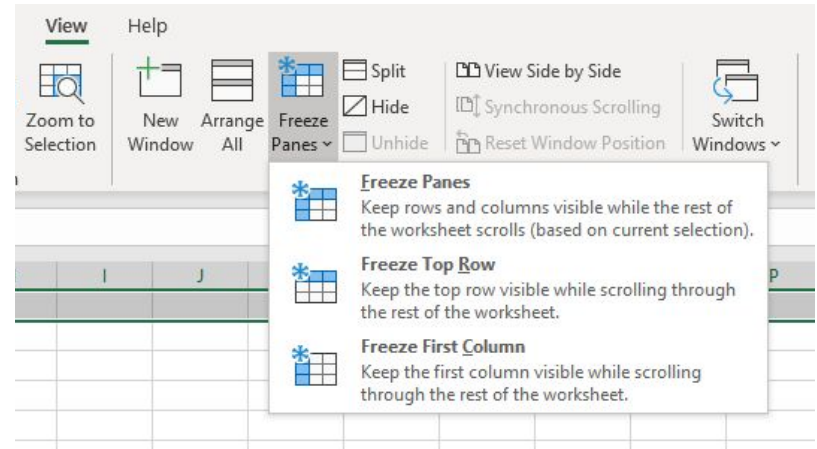 View Help
Zoom to Selection
New Window
Arrange All
Freeze Panes
Split
Hide
Unhide
View Side by Side
Synchronous Scrolling
Reset Window Position
Switch Windows
Freeze Panes
Keep rows and columns visible while the rest of
the worksheet scrolls (based on current selection).
Freeze Top Row
Keep the top row visible while scrolling through
the rest of the worksheet.
Freeze First Column
Keep the first column visible while scrolling
through the rest of the worksheet.
I J P